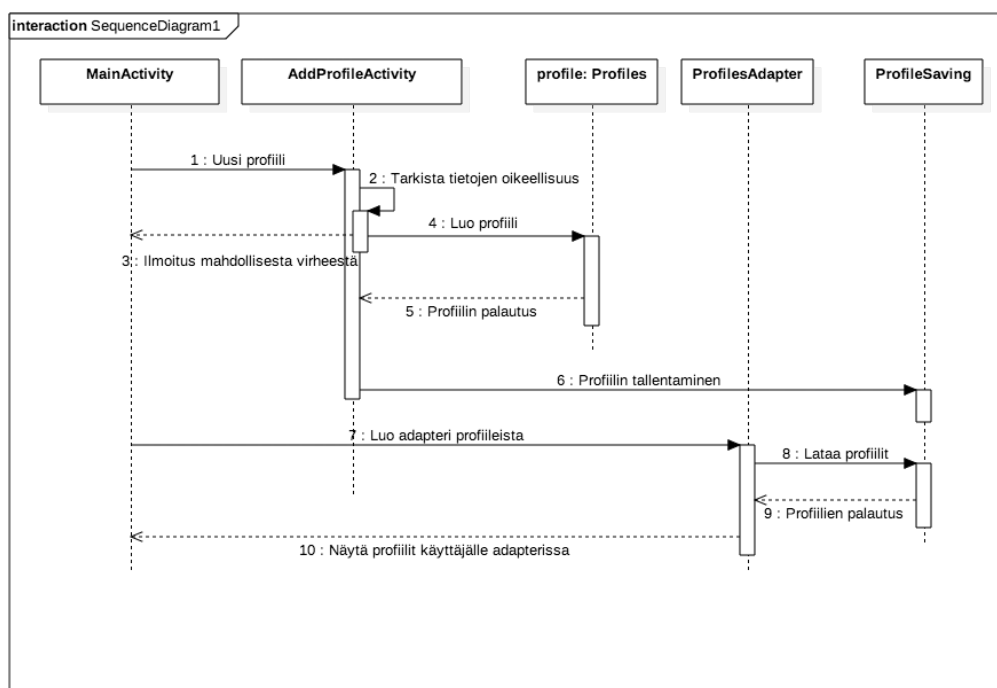 interaction SequenceDiagram1
MainActivity
AddProfileActivity
profile: Profiles
ProfilesAdapter
ProfileSaving
1 : Uusi profiili
2 : Tarkista tietojen oikeellisuus
4 : Luo profiili
3 : Ilmoitus mahdollisesta virheestä
5 : Profiilin palautus
6 : Profiilin tallentaminen
7 : Luo adapteri profiileista
8 : Lataa profiilit
9 : Profiilien palautus
10 : Näytä profiilit käyttäjälle adapterissa